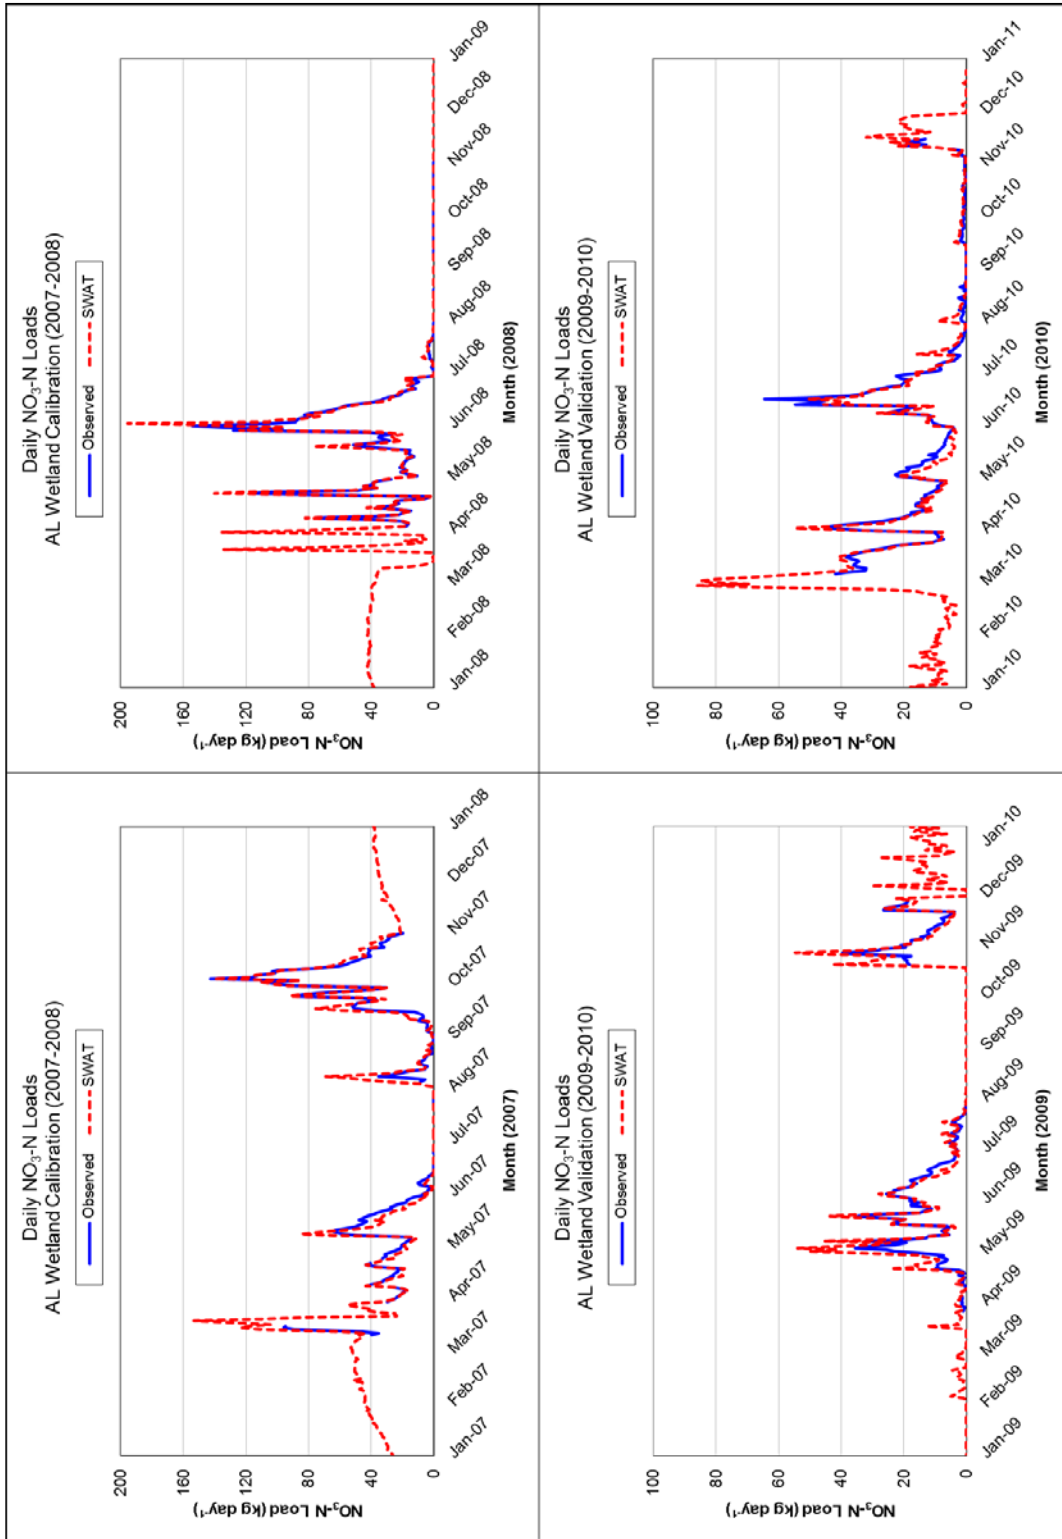 Daily NO₃-N Loads
AL Wetland Calibration (2007-2008)
Observed SWAT
NO₃-N Load (kg day⁻¹)
200
160
120
80
40
0
Jan-07 Feb-07 Mar-07 Apr-07 May-07 Jun-07 Jul-07 Aug-07 Sep-07 Oct-07 Nov-07 Dec-07 Jan-08
Month (2007)
Daily NO₃-N Loads
AL Wetland Calibration (2007-2008)
Observed SWAT
NO₃-N Load (kg day⁻¹)
200
160
120
80
40
0
Jan-08 Feb-08 Mar-08 Apr-08 May-08 Jun-08 Jul-08 Aug-08 Sep-08 Oct-08 Nov-08 Dec-08 Jan-09
Month (2008)
Daily NO₃-N Loads
AL Wetland Validation (2009-2010)
Observed SWAT
NO₃-N Load (kg day⁻¹)
100
80
60
40
20
0
Jan-09 Feb-09 Mar-09 Apr-09 May-09 Jun-09 Jul-09 Aug-09 Sep-09 Oct-09 Nov-09 Dec-09 Jan-10
Month (2009)
Daily NO₃-N Loads
AL Wetland Validation (2009-2010)
Observed SWAT
NO₃-N Load (kg day⁻¹)
100
80
60
40
20
0
Jan-10 Feb-10 Mar-10 Apr-10 May-10 Jun-10 Jul-10 Aug-10 Sep-10 Oct-10 Nov-10 Dec-10 Jan-11
Month (2010)